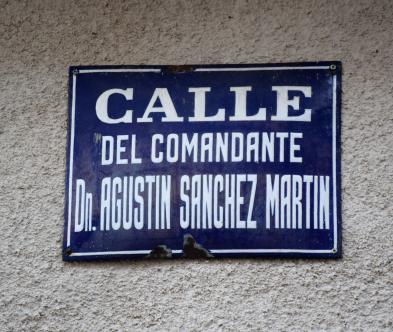 CALLE
DEL COMANDANTE
Dn. AGUSTIN SANCHEZ MARTIN